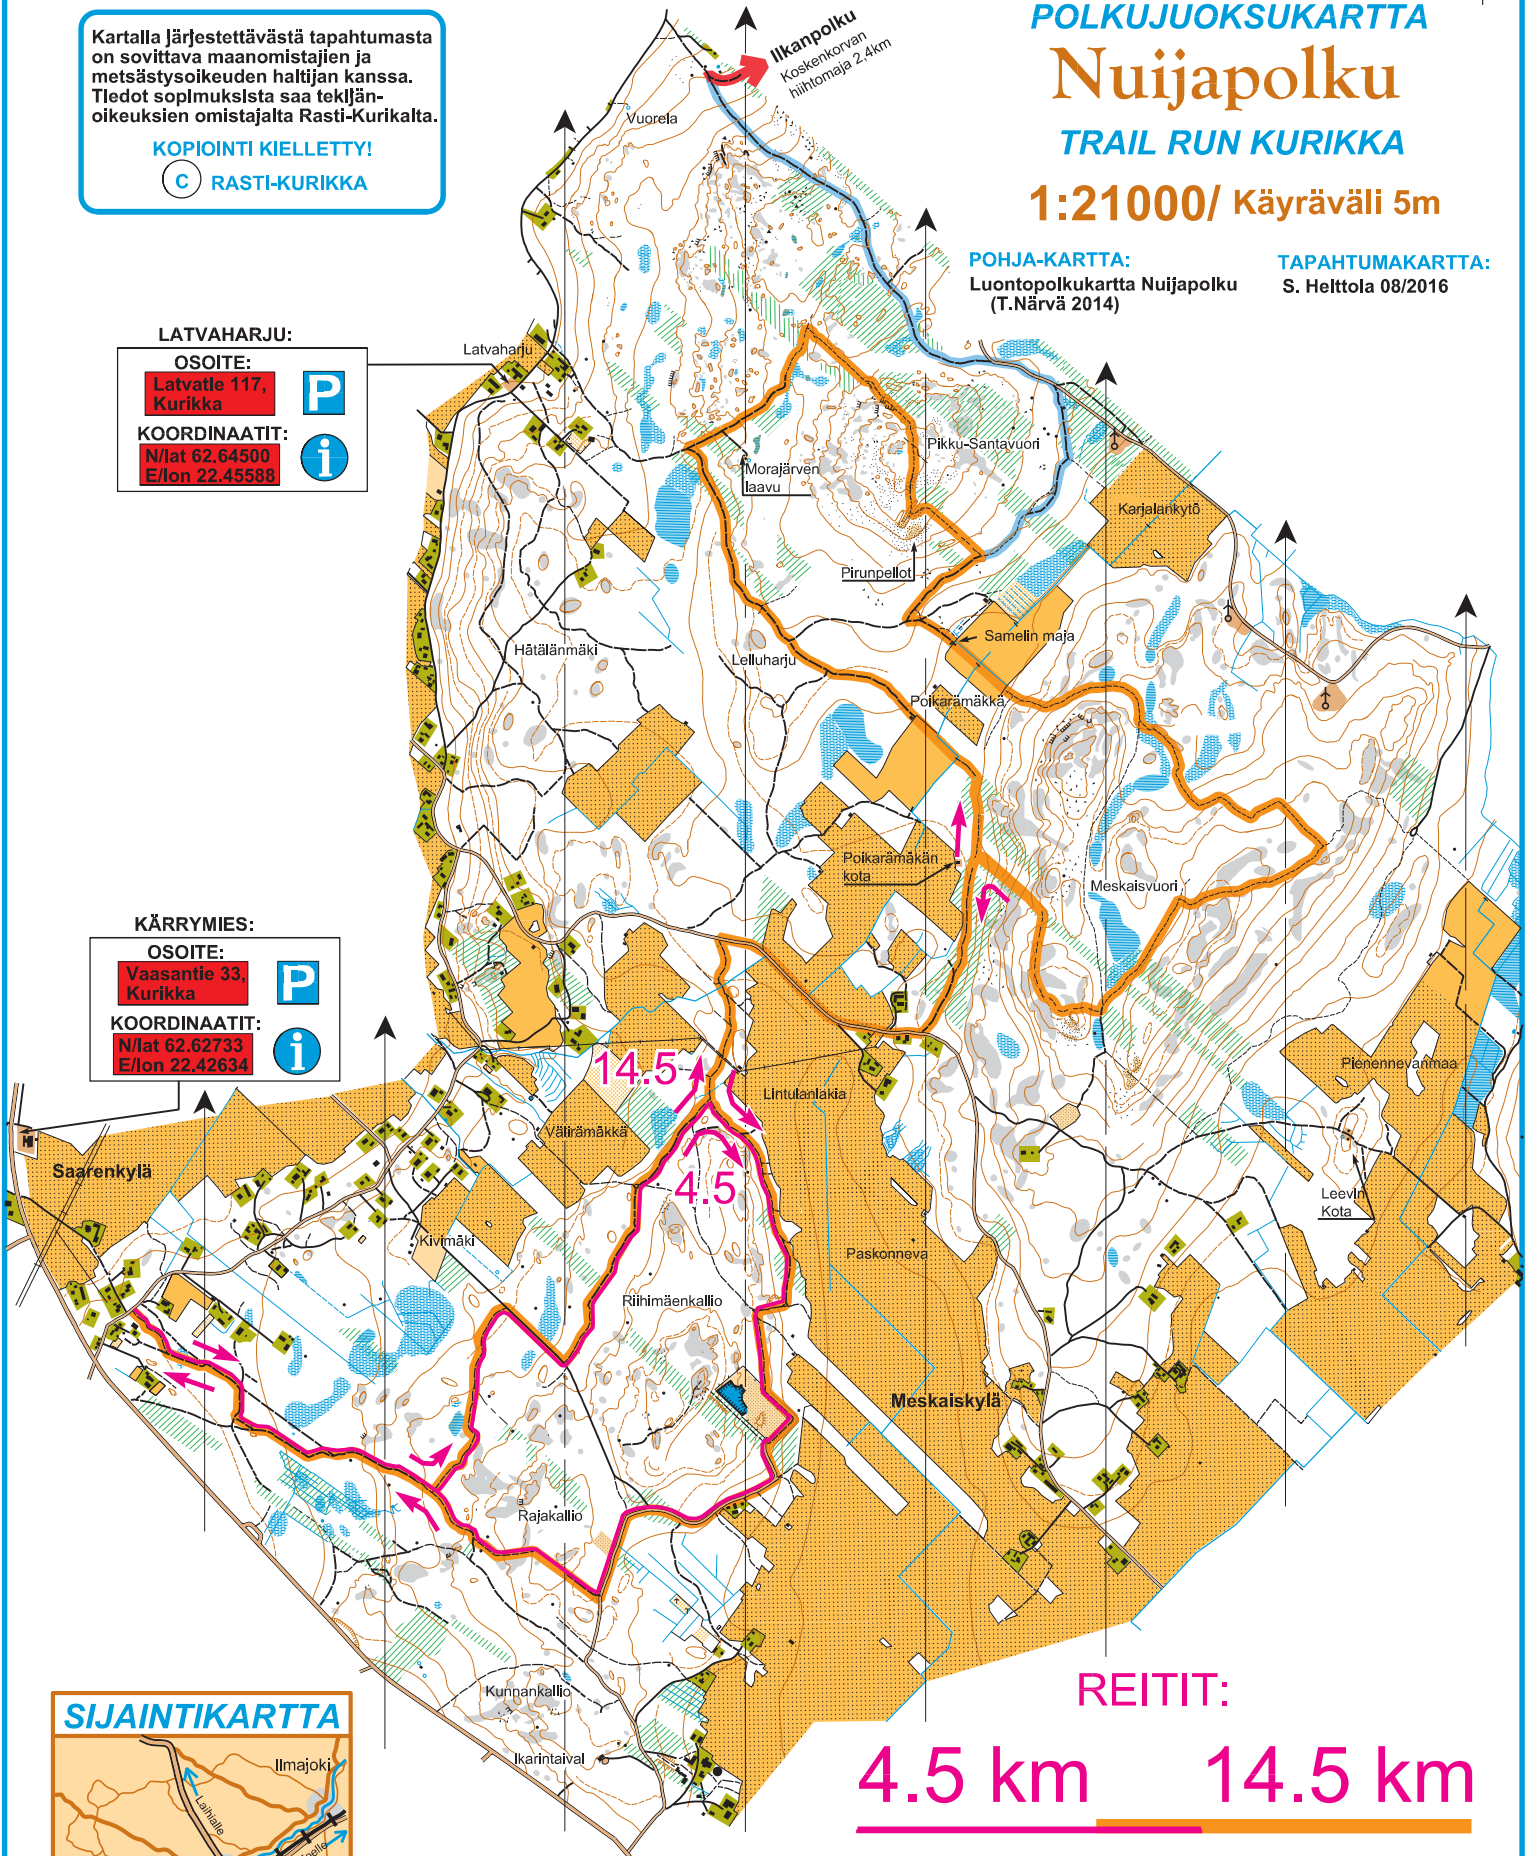 Kartalla järjestettävästä tapahtumasta
on sovittava maanomistajien ja
metsästysoikeuden haltijan kanssa.
Tiedot sopimuksista saa tekijän-
oikeuksien omistajalta Rasti-Kurikalta.
KOPIOINTI KIELLETTY!
C RASTI-KURIKKA
Ilkanpolku
Koskenkorvan
hiihtomaja 2,4km
POLKUJUOKSUKARTTA
Nuijapolku
TRAIL RUN KURIKKA
1:21000/ Käyräväli 5m
POHJA-KARTTA:
Luontopolkukartta Nuijapolku
(T.Närvä 2014)
TAPAHTUMAKARTTA:
S. Helttola 08/2016
Vuorela
LATVAHARJU:
OSOITE:
Latvatie 117,
Kurikka
P
KOORDINAATIT:
N/lat 62.64500
E/lon 22.45588
i
Latvaharju
Pikku-Santavuori
Morajärven
laavu
Karjalankytö
Pirunpellot
Samelin maja
Hätälänmäki
Lelluharju
Poikarämäkkä
Poikarämäkän
kota
Meskaisvuori
KÄRRYMIES:
OSOITE:
Vaasantie 33,
Kurikka
P
KOORDINAATIT:
N/lat 62.62733
E/lon 22.42634
i
14.5
Lintulanlakia
Pienennevanmaa
Välirämäkkä
4.5
Saarenkylä
Leevin
Kota
Kivimäki
Paskonneva
Riihimäenkallio
Meskaiskylä
Rajakallio
Kunnankallio
Ikarintaival
REITIT:
4.5 km 14.5 km
SIJAINTIKARTTA
Ilmajoki
Laihialle